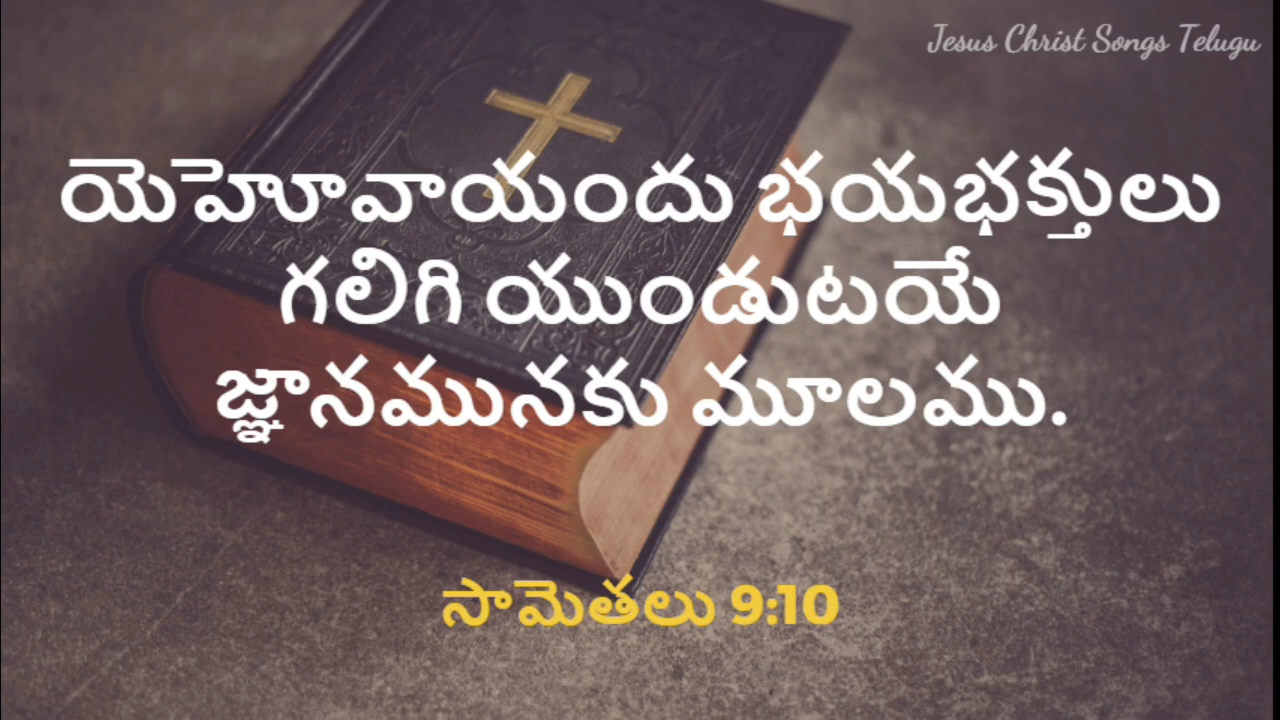 Jesus Christ Songs Telugu
యెహోవాయందు భయభక్తులు
గలిగి యుండుటయే
జ్ఞానమునకు మూలము.
సామెతలు 9:10